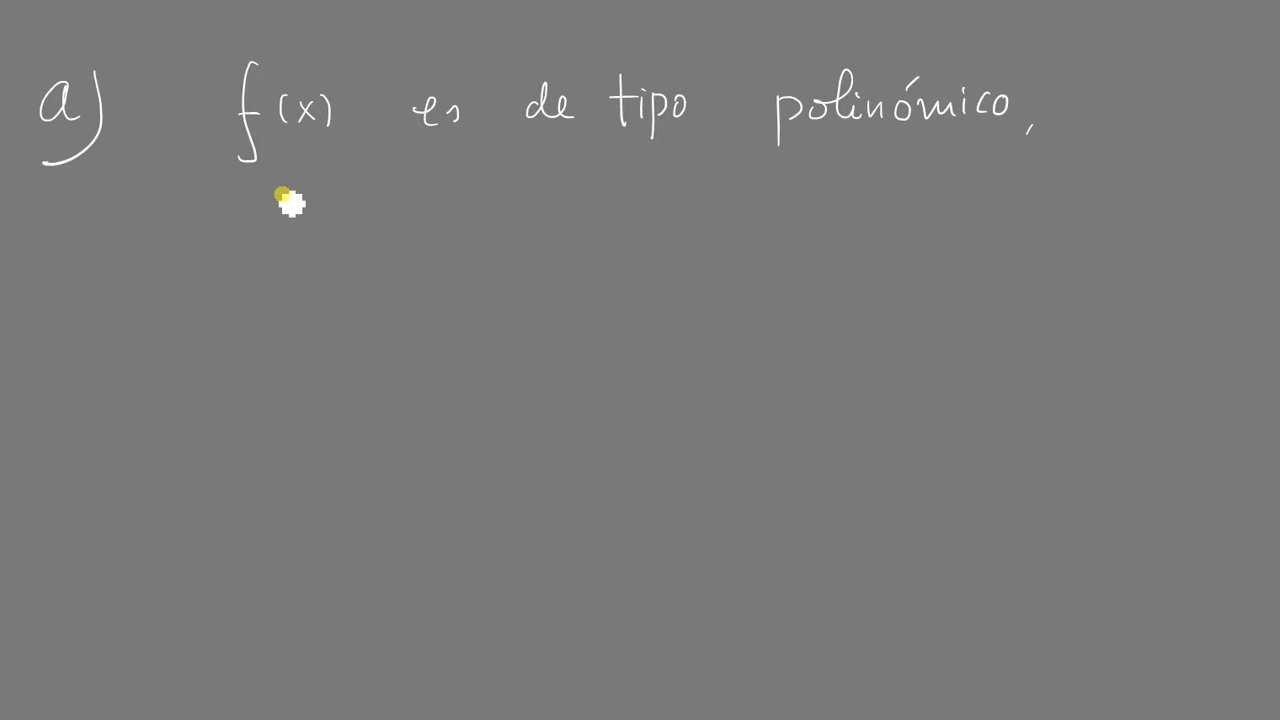 a) f(x) es de tipo polinómico,